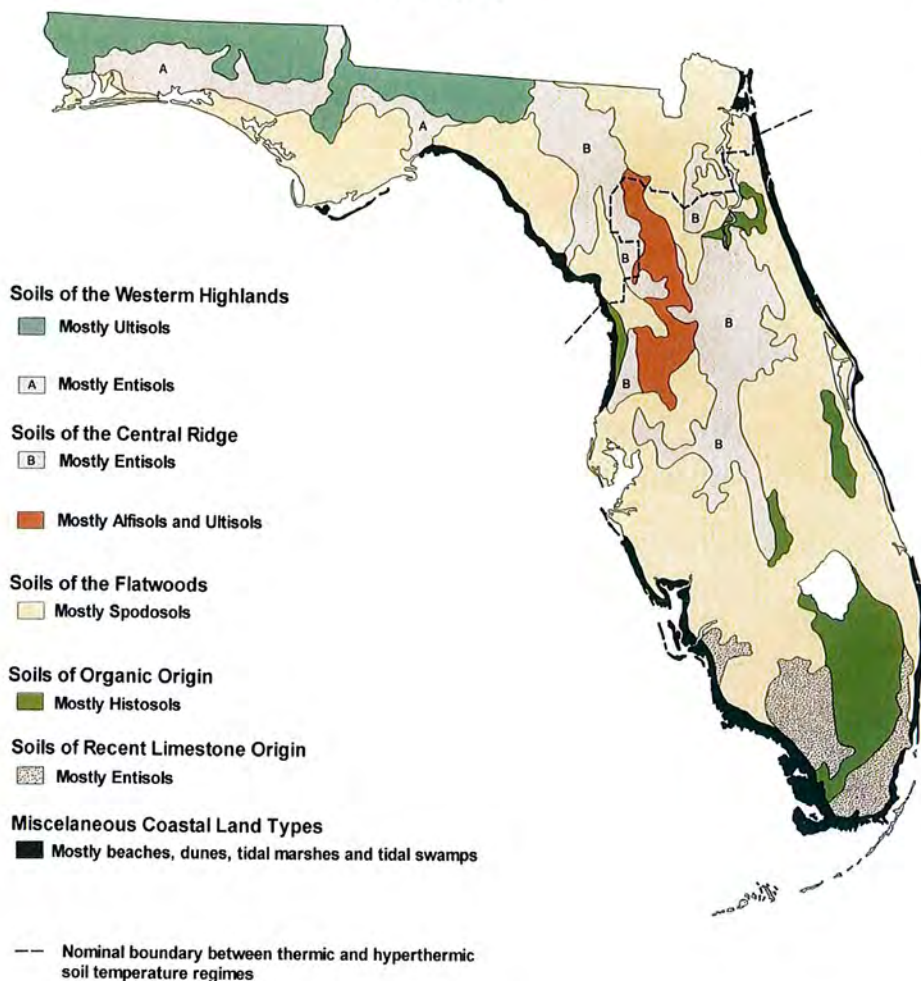 A
A
B
B
B
B
B
B
Soils of the Westerm Highlands
Mostly Ultisols
A Mostly Entisols
Soils of the Central Ridge
B Mostly Entisols
Mostly Alfisols and Ultisols
Soils of the Flatwoods
Mostly Spodosols
Soils of Organic Origin
Mostly Histosols
Soils of Recent Limestone Origin
Mostly Entisols
Miscelaneous Coastal Land Types
Mostly beaches, dunes, tidal marshes and tidal swamps
Nominal boundary between thermic and hyperthermic
soil temperature regimes